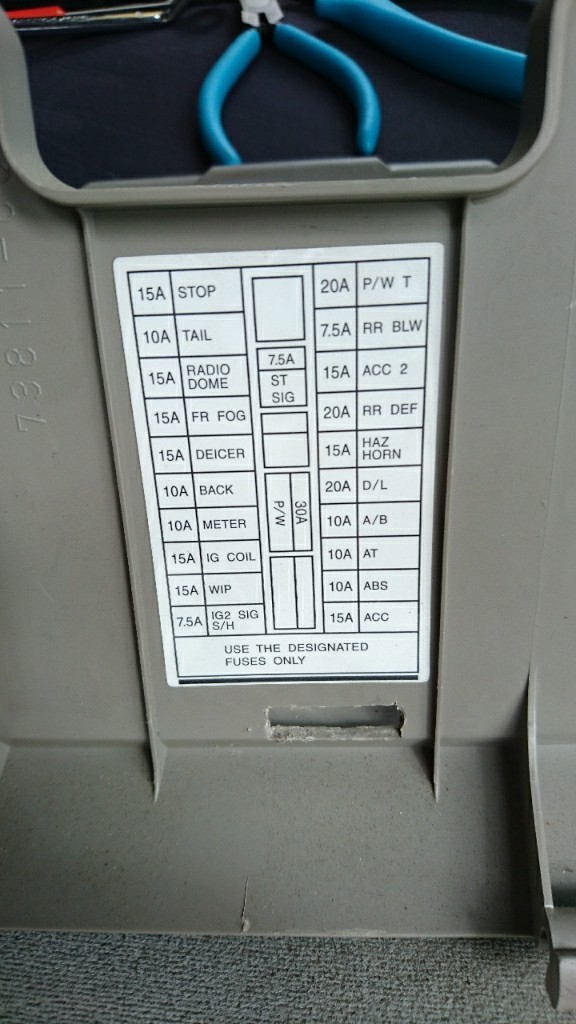 15A STOP
10A TAIL
15A RADIO
DOME
15A FR FOG
15A DEICER
10A BACK
10A METER
15A IG COIL
15A WIP
7.5A IG2 SIG
S/H
7.5A
ST
SIG
30A
P/W
20A P/W T
7.5A RR BLW
15A ACC 2
20A RR DEF
15A HAZ
HORN
20A D/L
10A A/B
10A AT
10A ABS
15A ACC
USE THE DESIGNATED
FUSES ONLY